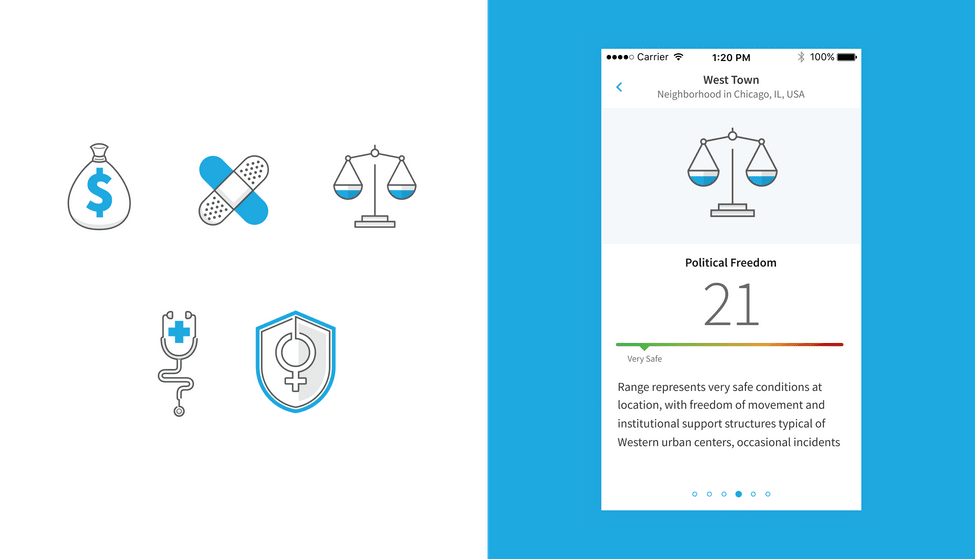 $
Carrier 1:20 PM 100%
West Town
Neighborhood in Chicago, IL, USA
Political Freedom
21
Very Safe
Range represents very safe conditions at
location, with freedom of movement and
institutional support structures typical of
Western urban centers, occasional incidents